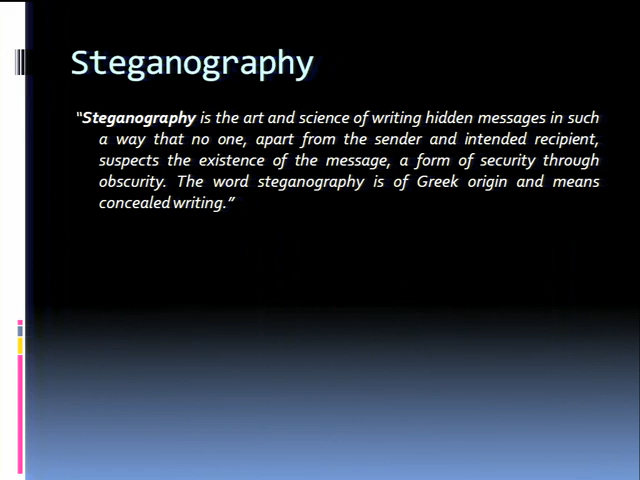 Steganography
“Steganography is the art and science of writing hidden messages in such
a way that no one, apart from the sender and intended recipient,
suspects the existence of the message, a form of security through
obscurity. The word steganography is of Greek origin and means
concealed writing.”